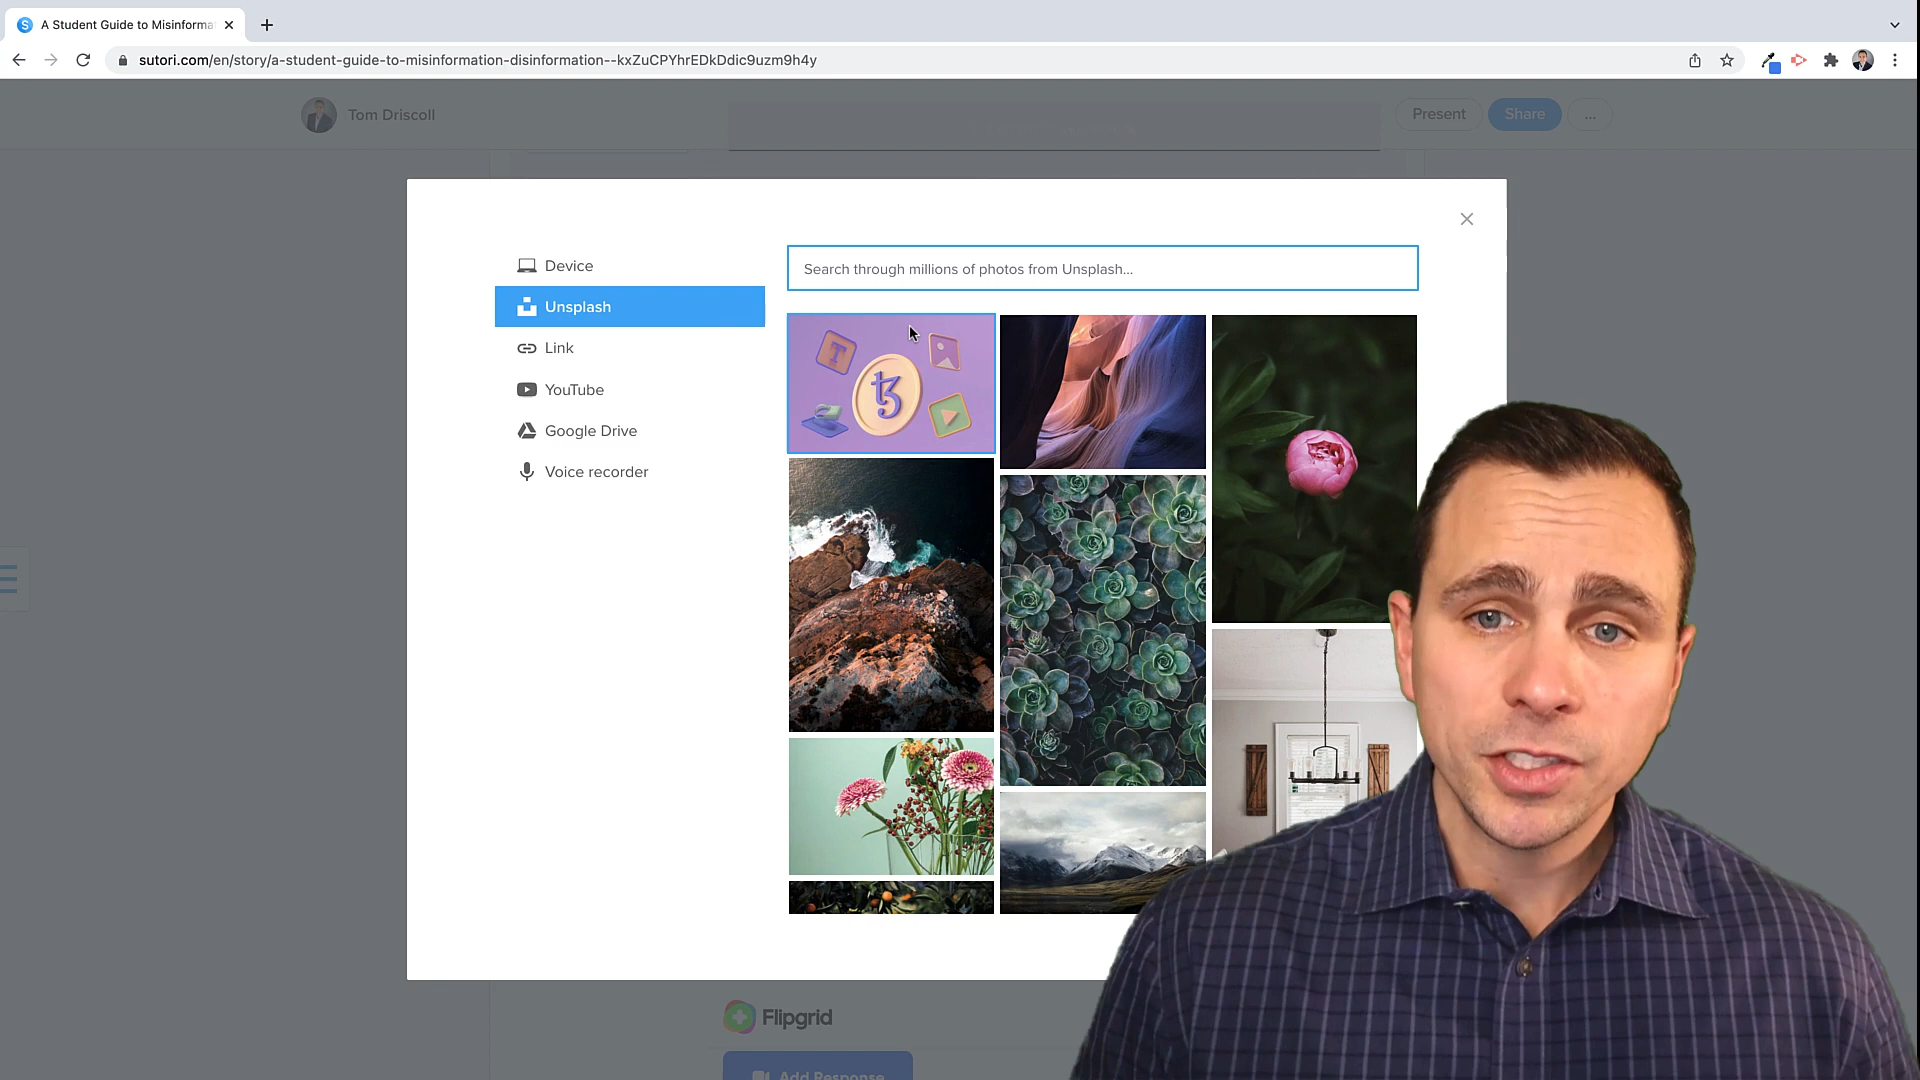 A Student Guide to Misinforma
sutori.com/en/story/a-student-guide-to-misinformation-disinformation--kxZuCPYhrEDkDdic9uzm9h4y
Tom Driscoll
Present
Share
...
Device
Unsplash
Link
YouTube
Google Drive
Voice recorder
Search through millions of photos from Unsplash...
T
Flipgrid
Add Response